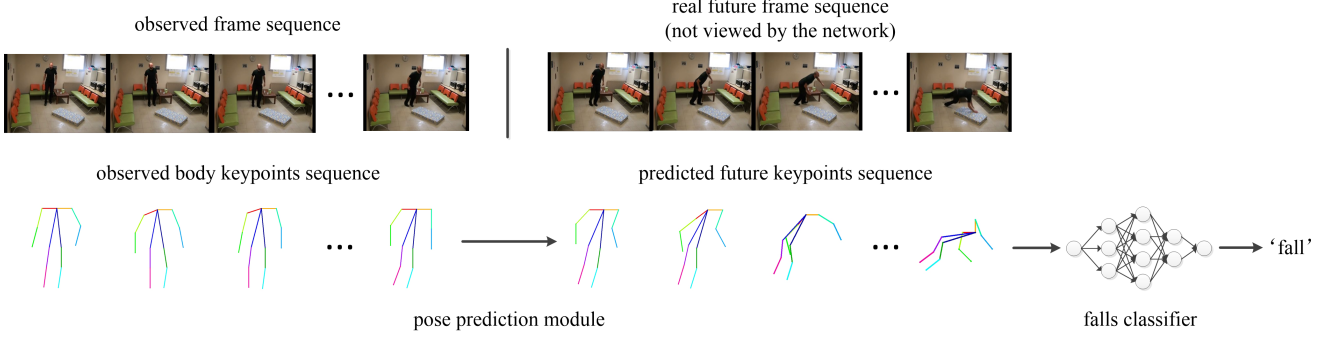 observed frame sequence
real future frame sequence
(not viewed by the network)
observed body keypoints sequence
predicted future keypoints sequence
pose prediction module
falls classifier
‘fall’